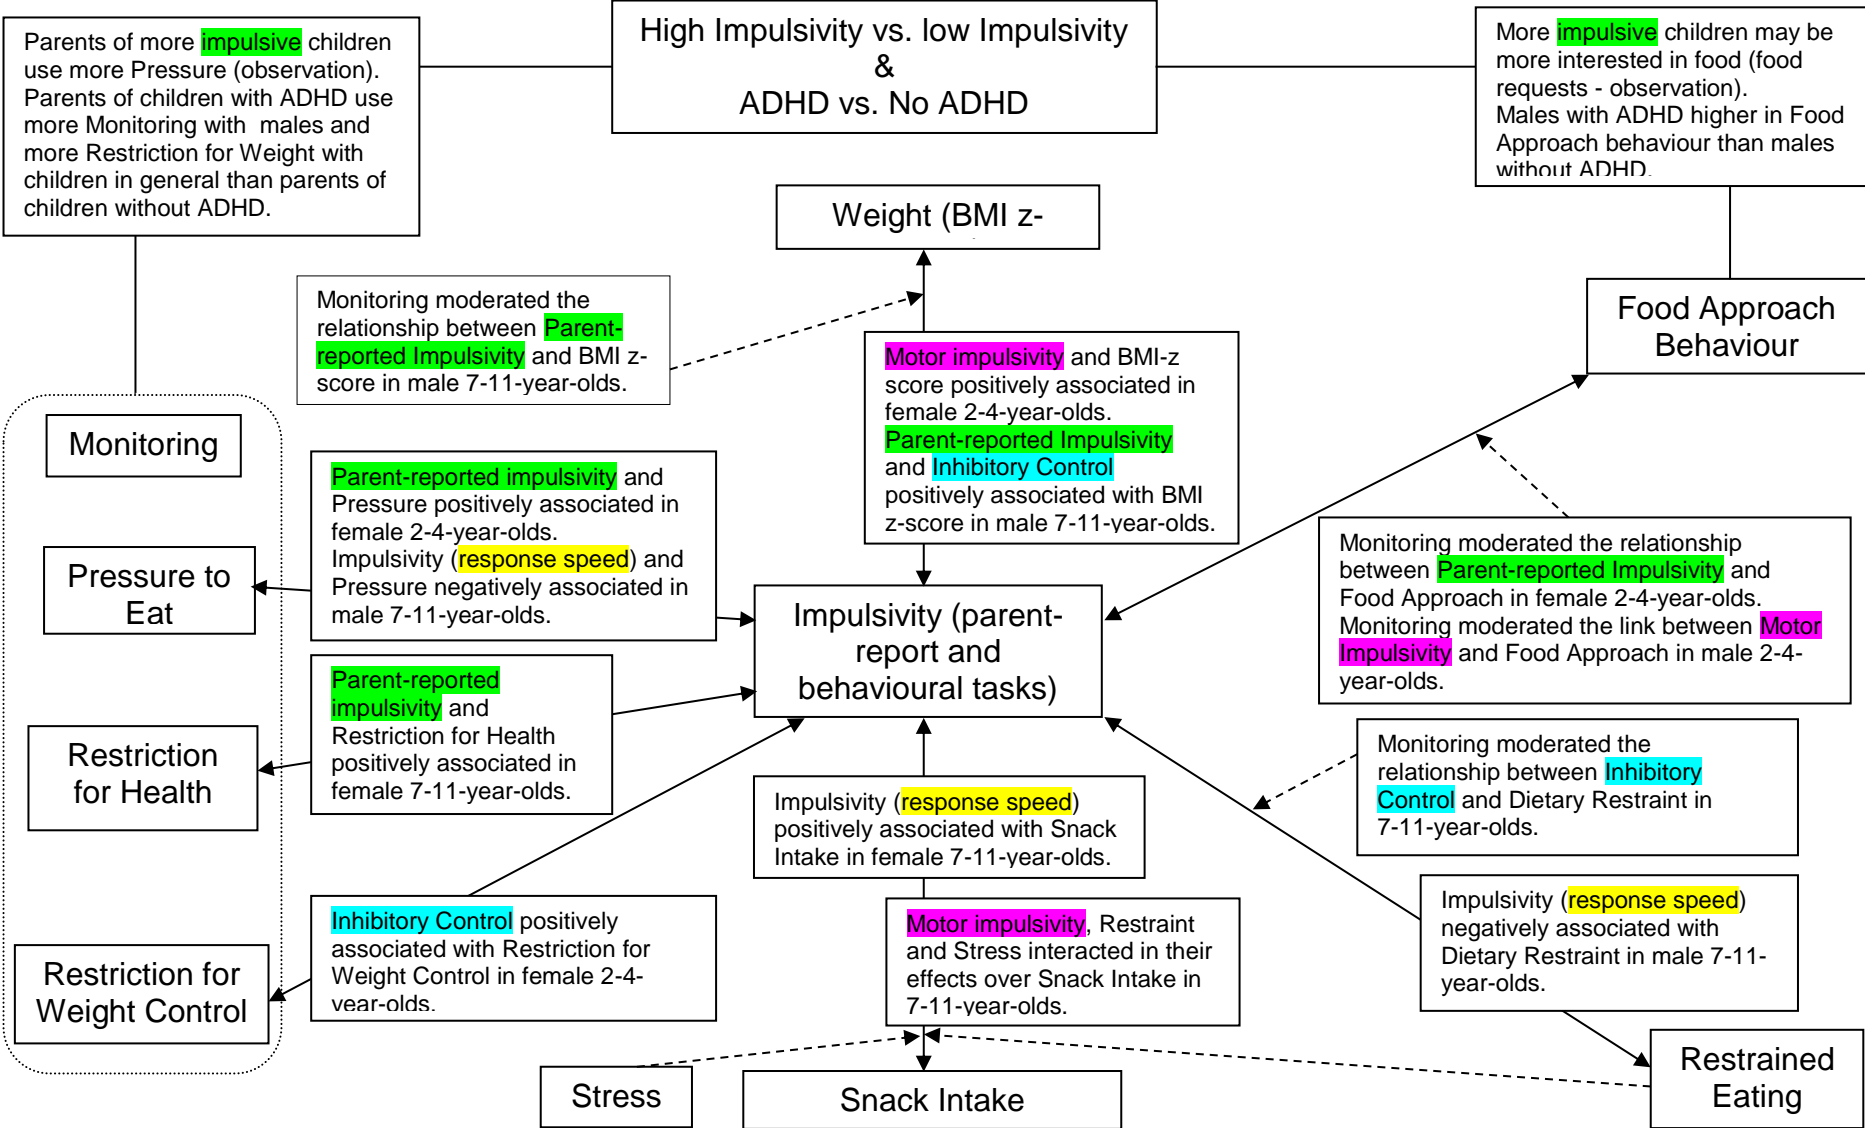 Parents of more impulsive children
use more Pressure (observation).
Parents of children with ADHD use
more Monitoring with males and
more Restriction for Weight with
children in general than parents of
children without ADHD.
High Impulsivity vs. low Impulsivity
&
ADHD vs. No ADHD
More impulsive children may be
more interested in food (food
requests - observation).
Males with ADHD higher in Food
Approach behaviour than males
without ADHD.
Weight (BMI z-
Monitoring moderated the
relationship between Parent-
reported Impulsivity and BMI z-
score in male 7-11-year-olds.
Motor impulsivity and BMI-z
score positively associated in
female 2-4-year-olds.
Parent-reported Impulsivity
and Inhibitory Control
positively associated with BMI
z-score in male 7-11-year-olds.
Food Approach
Behaviour
Monitoring
Pressure to
Eat
Restriction
for Health
Restriction for
Weight Control
Parent-reported impulsivity and
Pressure positively associated in
female 2-4-year-olds.
Impulsivity (response speed) and
Pressure negatively associated in
male 7-11-year-olds.
Parent-reported
impulsivity and
Restriction for Health
positively associated in
female 7-11-year-olds.
Inhibitory Control positively
associated with Restriction for
Weight Control in female 2-4-
year-olds.
Impulsivity (parent-
report and
behavioural tasks)
Impulsivity (response speed)
positively associated with Snack
Intake in female 7-11-year-olds.
Motor impulsivity, Restraint
and Stress interacted in their
effects over Snack Intake in
7-11-year-olds.
Monitoring moderated the relationship
between Parent-reported Impulsivity and
Food Approach in female 2-4-year-olds.
Monitoring moderated the link between Motor
Impulsivity and Food Approach in male 2-4-
year-olds.
Monitoring moderated the
relationship between Inhibitory
Control and Dietary Restraint in
7-11-year-olds.
Impulsivity (response speed)
negatively associated with
Dietary Restraint in male 7-11-
year-olds.
Stress
Snack Intake
Restrained
Eating